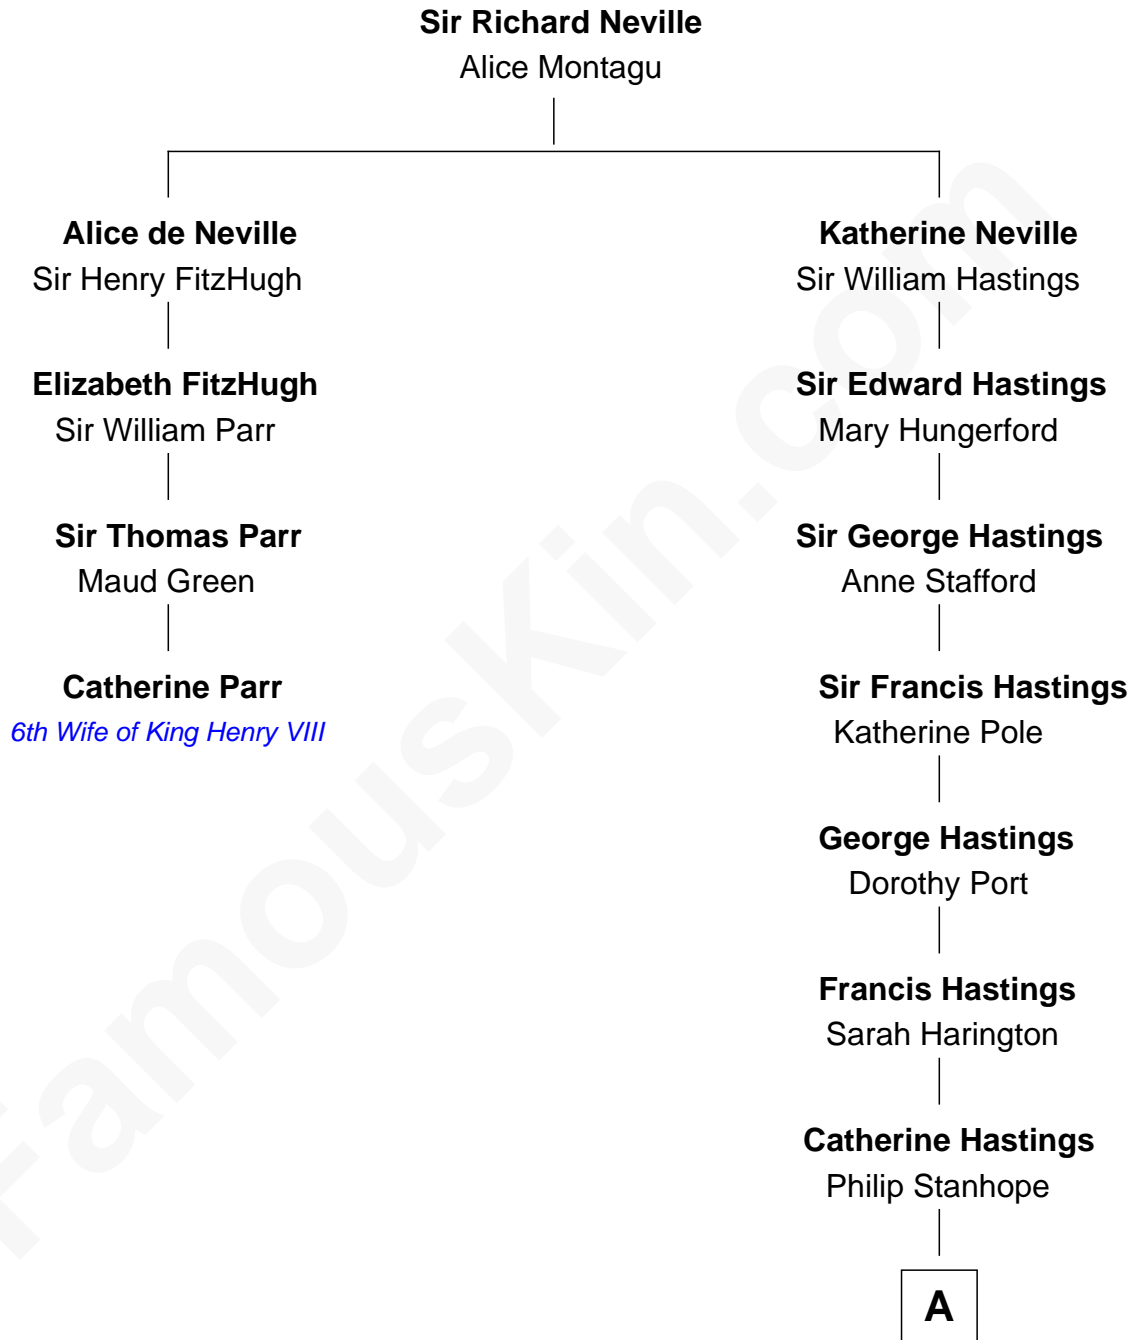 Sir Richard Neville
Alice Montagu
Alice de Neville
Sir Henry FitzHugh
Katherine Neville
Sir William Hastings
Elizabeth FitzHugh
Sir William Parr
Sir Edward Hastings
Mary Hungerford
Sir Thomas Parr
Maud Green
Sir George Hastings
Anne Stafford
Catherine Parr
6th Wife of King Henry VIII
Sir Francis Hastings
Katherine Pole
George Hastings
Dorothy Port
Francis Hastings
Sarah Harington
Catherine Hastings
Philip Stanhope
A
FamousKin.com